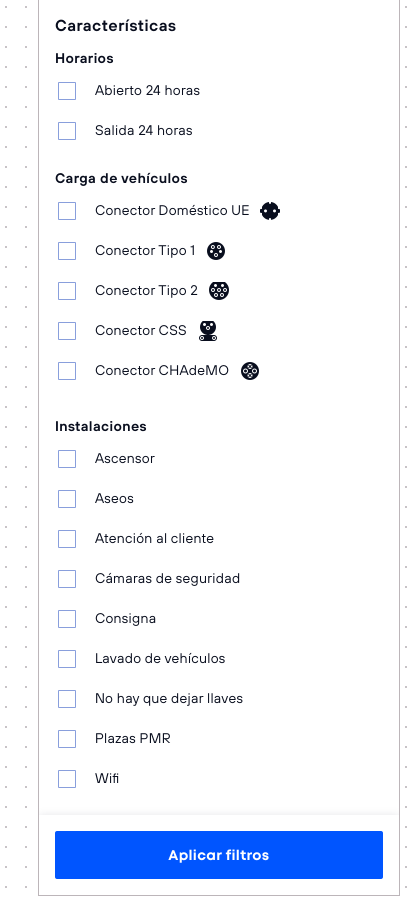 Características
Horarios
Abierto 24 horas
Salida 24 horas
Carga de vehículos
Conector Doméstico UE
Conector Tipo 1
Conector Tipo 2
Conector CSS
Conector CHAdeMO
Instalaciones
Ascensor
Aseos
Atención al cliente
Cámaras de seguridad
Consigna
Lavado de vehículos
No hay que dejar llaves
Plazas PMR
Wifi
Aplicar filtros